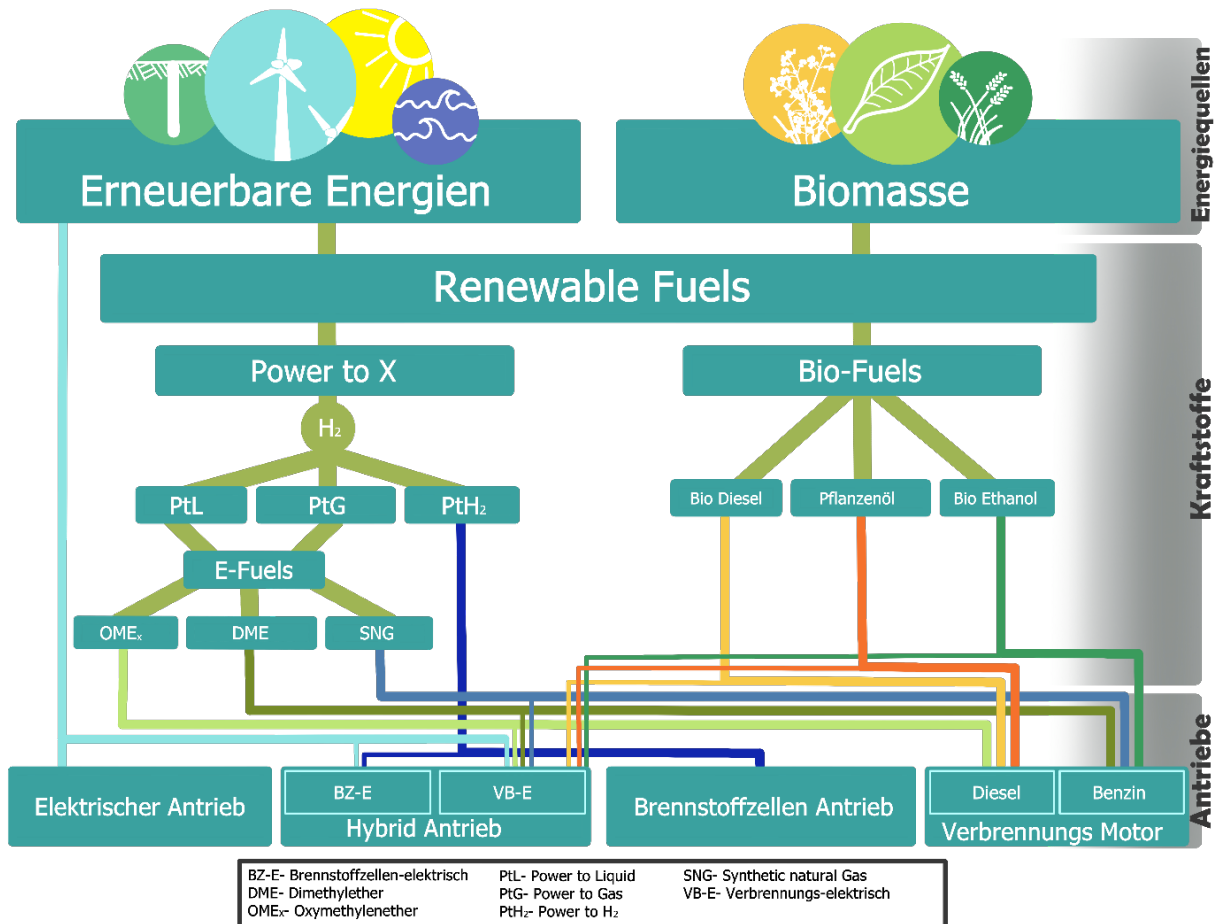 Energiequellen
Erneuerbare Energien
Biomasse
Renewable Fuels
Kraftstoffe
Power to X
Bio-Fuels
H₂
PtL
PtG
PtH₂
Bio Diesel
Pflanzenöl
Bio Ethanol
E-Fuels
OMEₓ
DME
SNG
Antriebe
Elektrischer Antrieb
BZ-E
VB-E
Hybrid Antrieb
Brennstoffzellen Antrieb
Diesel
Benzin
Verbrennungs Motor
BZ-E- Brennstoffzellen-elektrisch
DME- Dimethylether
OMEₓ- Oxymethylenether
PtL- Power to Liquid
PtG- Power to Gas
PtH₂- Power to H₂
SNG- Synthetic natural Gas
VB-E- Verbrennungs-elektrisch